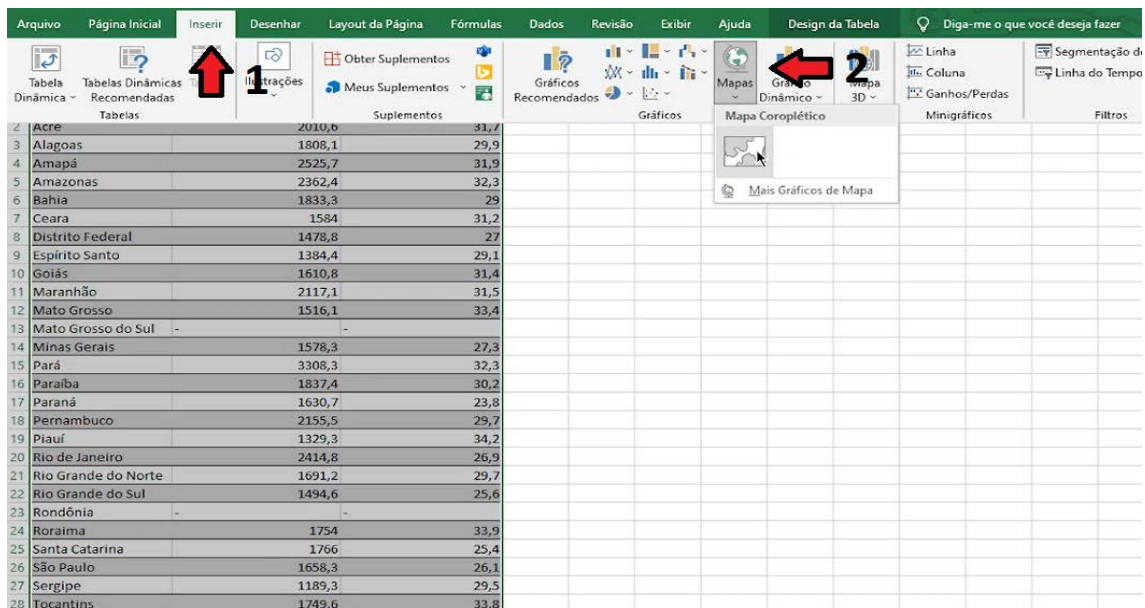 Arquivo Página Inicial Inserir Desenhar Layout da Página Fórmulas Dados Revisão Exibir Ajuda Design da Tabela Diga-me o que você deseja fazer
Tabela Dinâmica
Tabelas Dinâmicas Recomendadas
Tabelas
1
Ilustrações
Obter Suplementos
Meus Suplementos
Suplementos
Gráficos Recomendados
Gráficos
Mapas
2
Gráfico Dinâmico
Mapa 3D
Linha
Coluna
Ganhos/Perdas
Minigráficos
Segmentação
Linha do Tempo
Filtros
Mapa Coroplético
Mais Gráficos de Mapa
2 Acre 2010,6 31,7
3 Alagoas 1808,1 29,9
4 Amapá 2525,7 31,9
5 Amazonas 2362,4 32,3
6 Bahia 1833,3 29
7 Ceara 1584 31,2
8 Distrito Federal 1478,8 27
9 Espírito Santo 1384,4 29,1
10 Goiás 1610,8 31,4
11 Maranhão 2117,1 31,5
12 Mato Grosso 1516,1 33,4
13 Mato Grosso do Sul - -
14 Minas Gerais 1578,3 27,3
15 Pará 3308,3 32,3
16 Paraíba 1837,4 30,2
17 Paraná 1630,7 23,8
18 Pernambuco 2155,5 29,7
19 Piauí 1329,3 34,2
20 Rio de Janeiro 2414,8 26,9
21 Rio Grande do Norte 1691,2 29,7
22 Rio Grande do Sul 1494,6 25,6
23 Rondônia - -
24 Roraima 1754 33,9
25 Santa Catarina 1766 25,4
26 São Paulo 1658,3 26,1
27 Sergipe 1189,3 29,5
28 Tocantins 1749,6 33,8